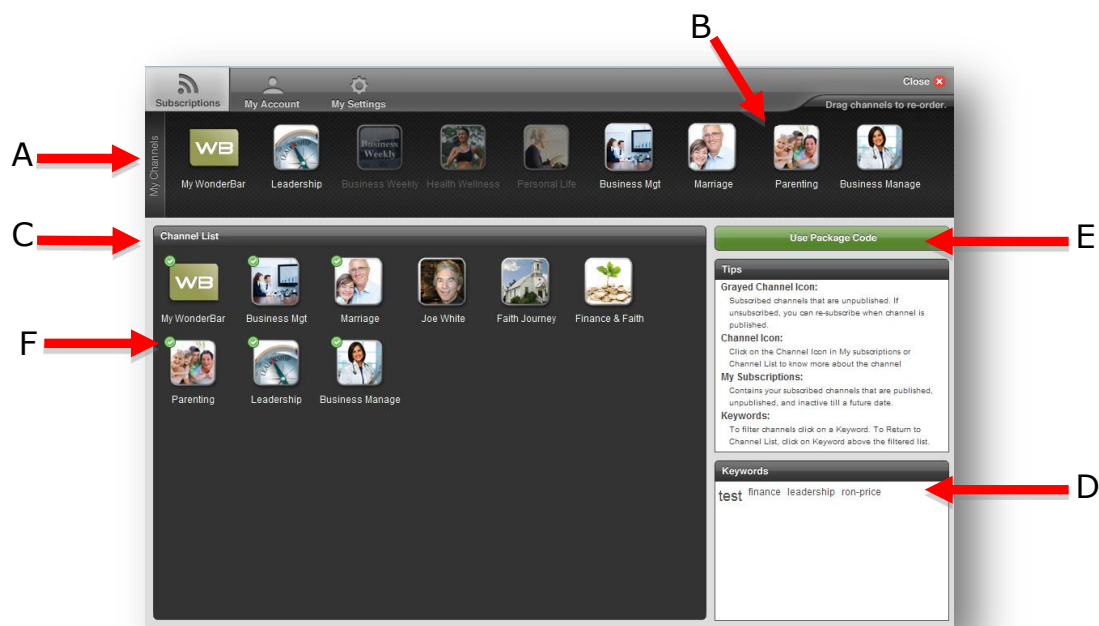 B
Close
Subscriptions My Account My Settings
Drag channels to re-order.
A
My Channels
WB
LEADERSHIP
Business Weekly
My WonderBar Leadership Business Weekly Health Wellness Personal Life Business Mgt Marriage Parenting Business Manage
C
Channel List
Use Package Code
E
WB
My WonderBar Business Mgt Marriage Joe White Faith Journey Finance & Faith
F
LEADERSHIP
Parenting Leadership Business Manage
Tips
Grayed Channel Icon:
Subscribed channels that are unpublished. If
unsubscribed, you can re-subscribe when channel is
published.
Channel Icon:
Click on the Channel Icon in My subscriptions or
Channel List to know more about the channel
My Subscriptions:
Contains your subscribed channels that are published,
unpublished, and inactive till a future date.
Keywords:
To filter channels click on a Keyword. To Return to
Channel List, click on Keyword above the filtered list.
Keywords
test finance leadership ron-price
D